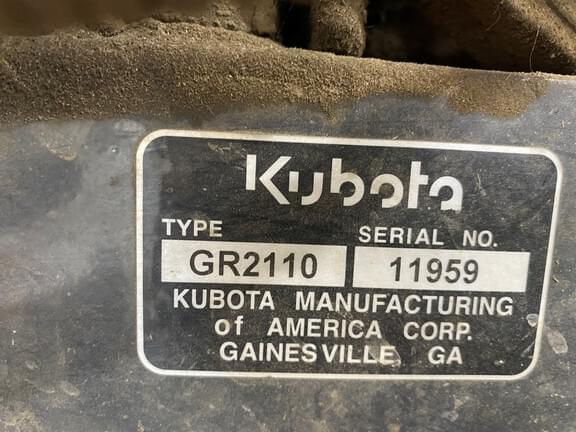 Kubota
TYPE SERIAL NO.
GR2110 11959
KUBOTA MANUFACTURING
of AMERICA CORP.
GAINESVILLE, GA